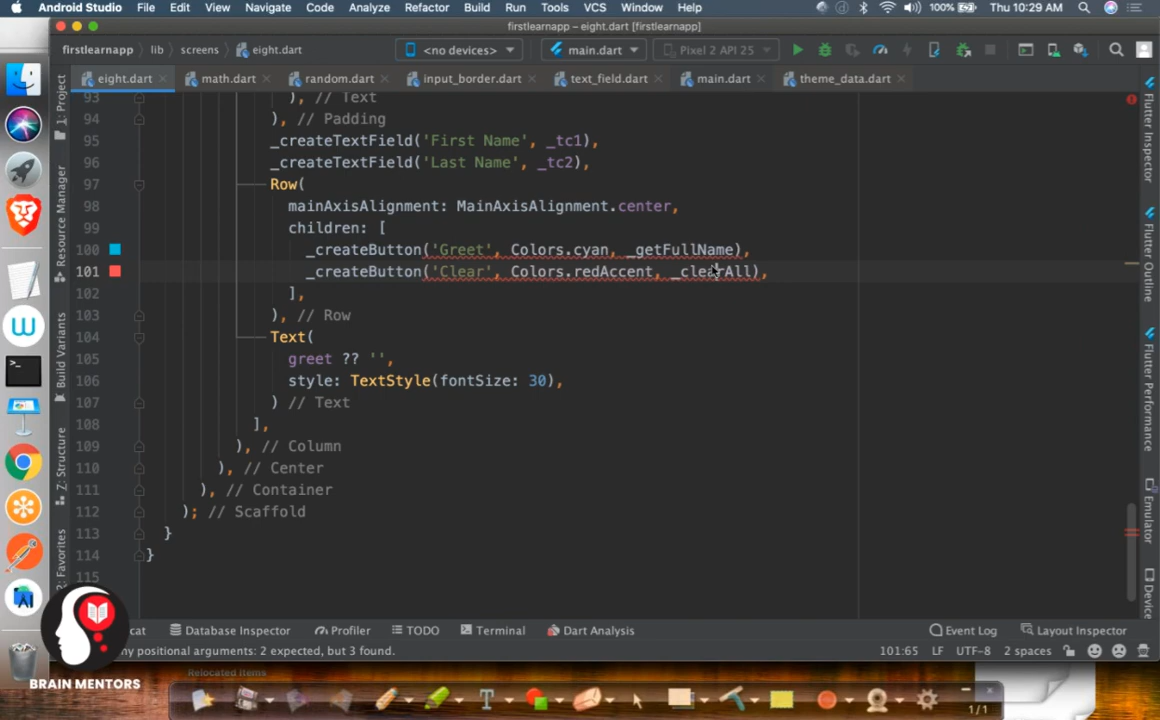 Android Studio File Edit View Navigate Code Analyze Refactor Build Run Tools VCS Window Help 100% Thu 10:29 AM
firstlearnapp – eight.dart [firstlearnapp]
firstlearnapp lib screens eight.dart <no devices> main.dart Pixel 2 API 25
eight.dart math.dart random.dart input_border.dart text_field.dart main.dart theme_data.dart
93 ), // Text
94 ), // Padding
95 _createTextField('First Name', _tc1),
96 _createTextField('Last Name', _tc2),
97 Row(
98 mainAxisAlignment: MainAxisAlignment.center,
99 children: [
100 _createButton('Greet', Colors.cyan, _getFullName),
101 _createButton('Clear', Colors.redAccent, _clearAll),
102 ],
103 ), // Row
104 Text(
105 greet ?? '',
106 style: TextStyle(fontSize: 30),
107 ) // Text
108 ],
109 ), // Column
110 ), // Center
111 ), // Container
112 ); // Scaffold
113 }
114 }
115
1: Project
Resource Manager
Build Variants
Z: Structure
2: Favorites
Flutter Inspector
Flutter Outline
Flutter Performance
Emulator
Device
cat Database Inspector Profiler TODO Terminal Dart Analysis Event Log Layout Inspector
ny positional arguments: 2 expected, but 3 found. 101:65 LF UTF-8 2 spaces
Relocated Items
BRAIN MENTORS
1/1